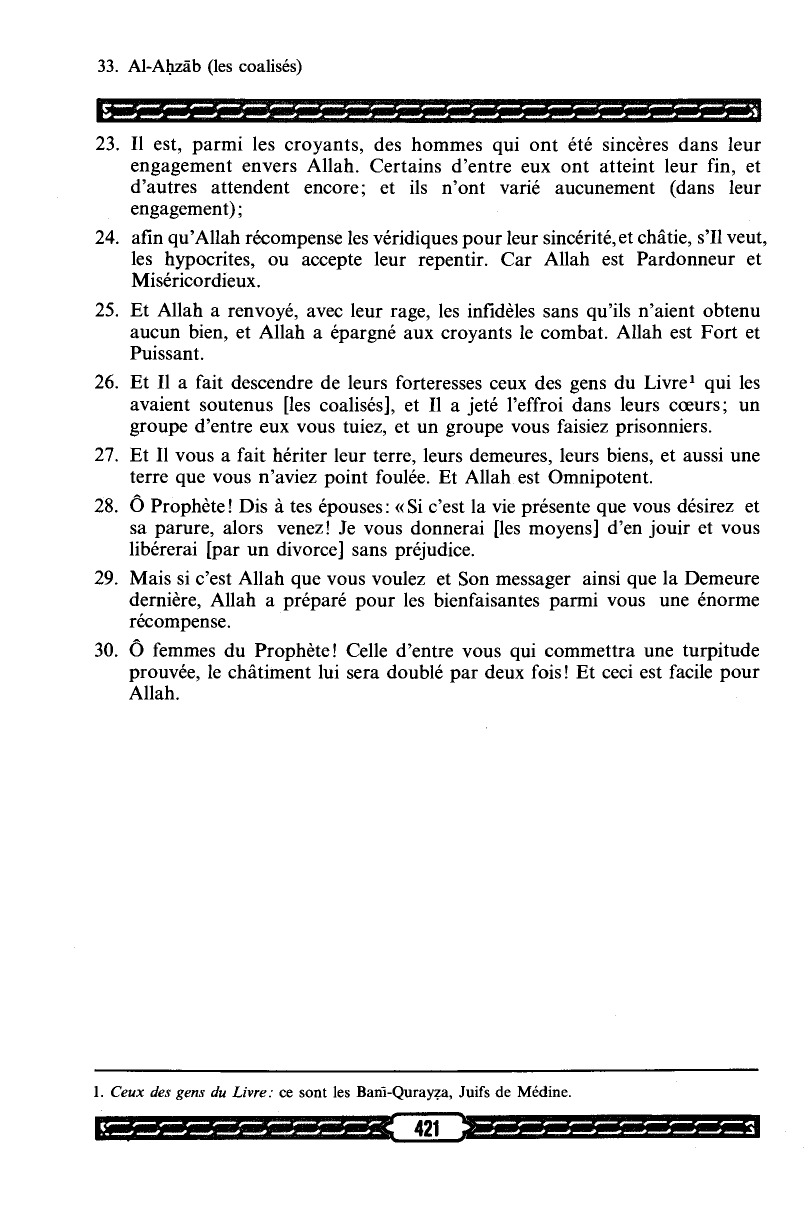 33. Al-Aḥzāb (les coalisés)
23. Il est, parmi les croyants, des hommes qui ont été sincères dans leur
engagement envers Allah. Certains d'entre eux ont atteint leur fin, et
d'autres attendent encore; et ils n'ont varié aucunement (dans leur
engagement);
24. afin qu'Allah récompense les véridiques pour leur sincérité, et châtie, s'Il veut,
les hypocrites, ou accepte leur repentir. Car Allah est Pardonneur et
Miséricordieux.
25. Et Allah a renvoyé, avec leur rage, les infidèles sans qu'ils n'aient obtenu
aucun bien, et Allah a épargné aux croyants le combat. Allah est Fort et
Puissant.
26. Et Il a fait descendre de leurs forteresses ceux des gens du Livre¹ qui les
avaient soutenus [les coalisés], et Il a jeté l'effroi dans leurs cœurs; un
groupe d'entre eux vous tuiez, et un groupe vous faisiez prisonniers.
27. Et Il vous a fait hériter leur terre, leurs demeures, leurs biens, et aussi une
terre que vous n'aviez point foulée. Et Allah est Omnipotent.
28. Ô Prophète! Dis à tes épouses: «Si c'est la vie présente que vous désirez et
sa parure, alors venez! Je vous donnerai [les moyens] d'en jouir et vous
libérerai [par un divorce] sans préjudice.
29. Mais si c'est Allah que vous voulez et Son messager ainsi que la Demeure
dernière, Allah a préparé pour les bienfaisantes parmi vous une énorme
récompense.
30. Ô femmes du Prophète! Celle d'entre vous qui commettra une turpitude
prouvée, le châtiment lui sera doublé par deux fois! Et ceci est facile pour
Allah.
1. Ceux des gens du Livre: ce sont les Banī-Qurayẓa, Juifs de Médine.
421